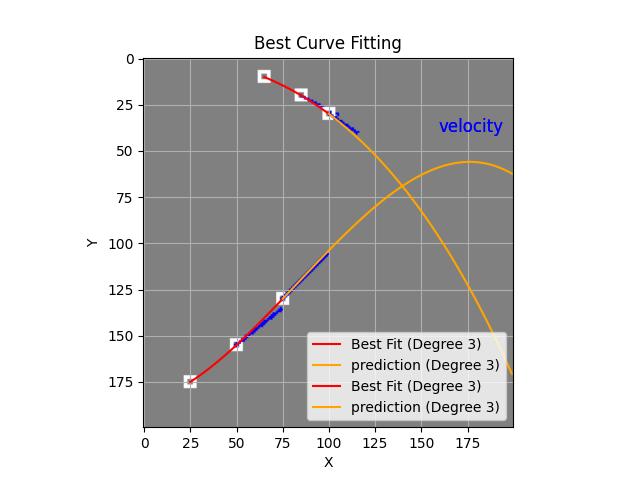 Best Curve Fitting
0
25
50
75
100
125
150
175
Y
velocity
Best Fit (Degree 3)
prediction (Degree 3)
Best Fit (Degree 3)
prediction (Degree 3)
0 25 50 75 100 125 150 175
X